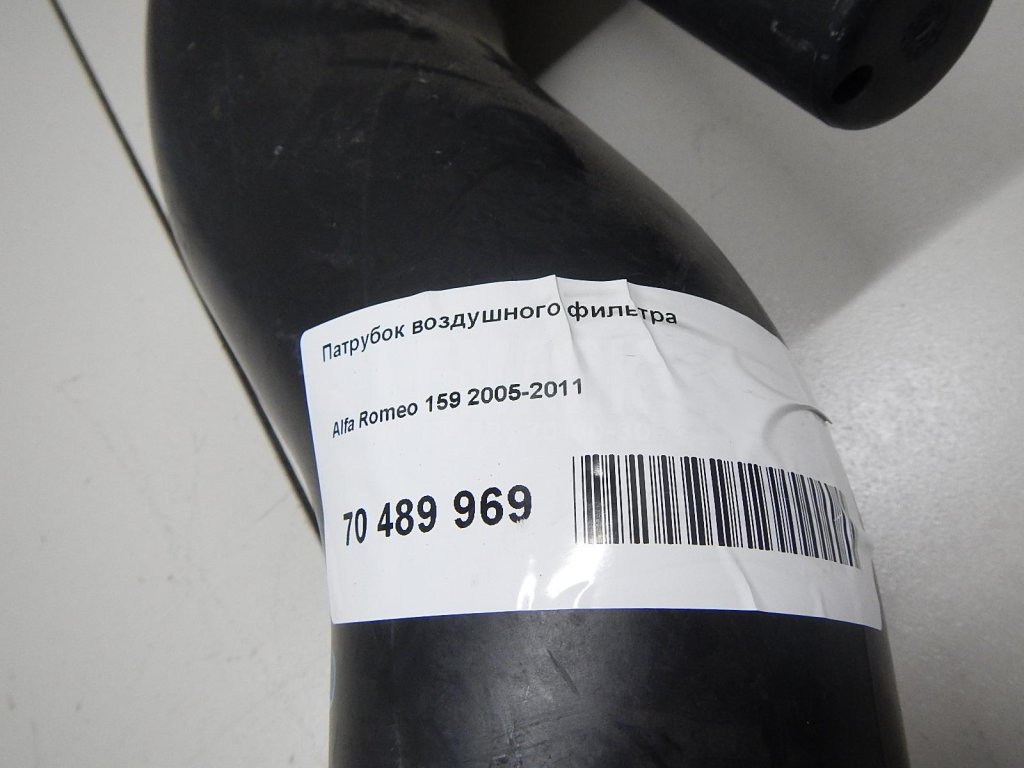 Патрубок воздушного фильтра
Alfa Romeo 159 2005-2011
70 489 969